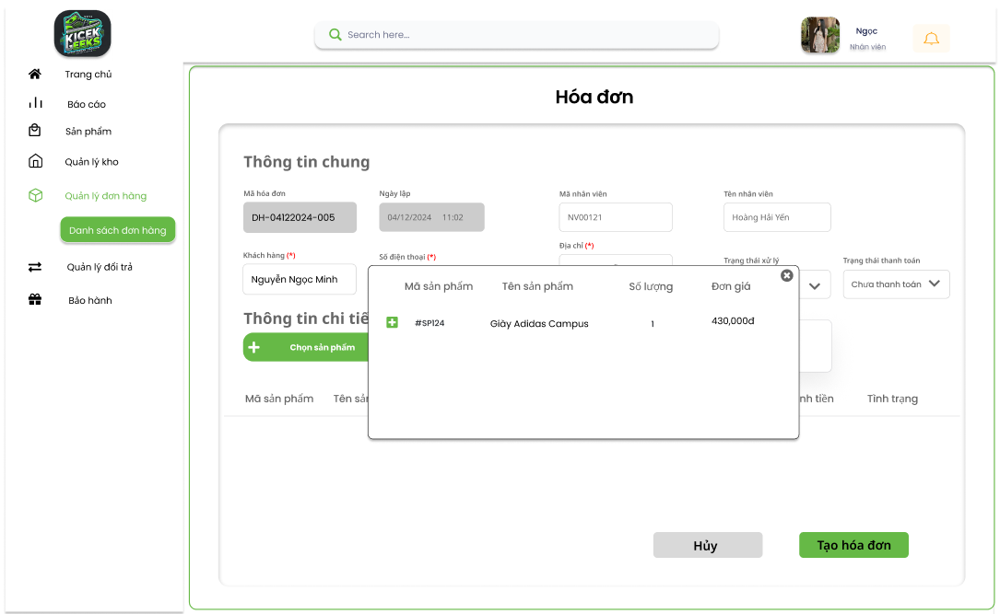 KICEK
GEEKS
Search here...
Ngọc
Nhân viên
Trang chủ
Báo cáo
Sản phẩm
Quản lý kho
Quản lý đơn hàng
Danh sách đơn hàng
Quản lý đổi trả
Bảo hành
Hóa đơn
Thông tin chung
Mã hóa đơn
Ngày lập
Mã nhân viên
Tên nhân viên
DH-04122024-005
04/12/2024 11:02
NV00121
Hoàng Hải Yến
Khách hàng (*)
Số điện thoại (*)
Địa chỉ (*)
Trạng thái xử lý
Trạng thái thanh toán
Nguyễn Ngọc Minh
Chưa thanh toán
Mã sản phẩm Tên sản phẩm Số lượng Đơn giá
#SP124 Giày Adidas Campus 1 430,000đ
Thông tin chi tiế
Chọn sản phẩm
Mã sản phẩm Tên sả nh tiền Tình trạng
Hủy
Tạo hóa đơn